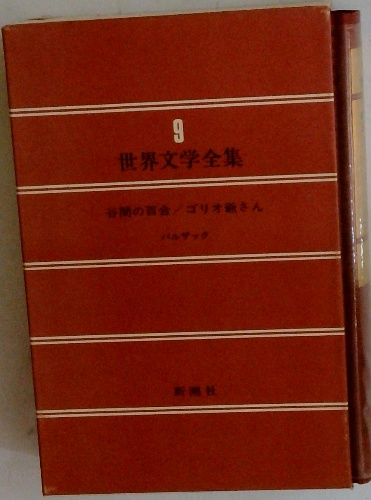 9
世界文学全集
谷間の百合/ゴリオ爺さん
バルザック
新潮社